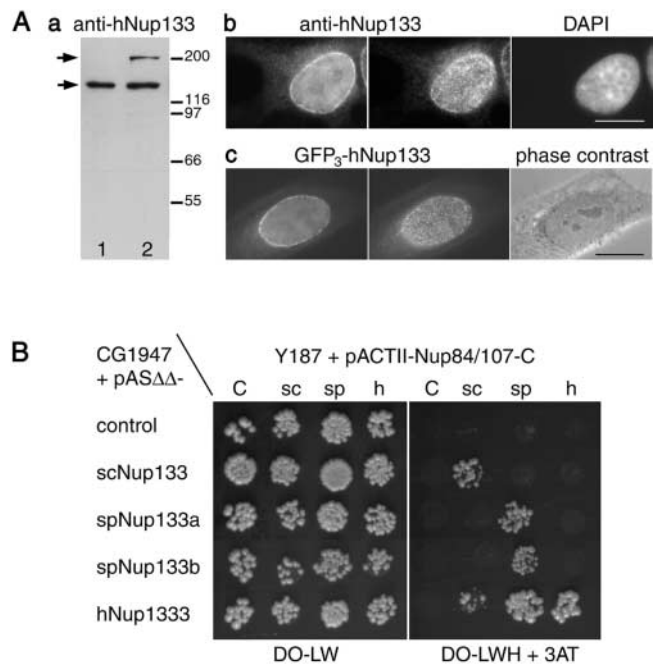 A
a
anti-hNup133
200
116
97
66
55
1 2
b
anti-hNup133
DAPI
c
GFP3-hNup133
phase contrast
B
CG1947
+ pASΔΔ-
Y187 + pACTII-Nup84/107-C
C sc sp h C sc sp h
control
scNup133
spNup133a
spNup133b
hNup1333
DO-LW
DO-LWH + 3AT